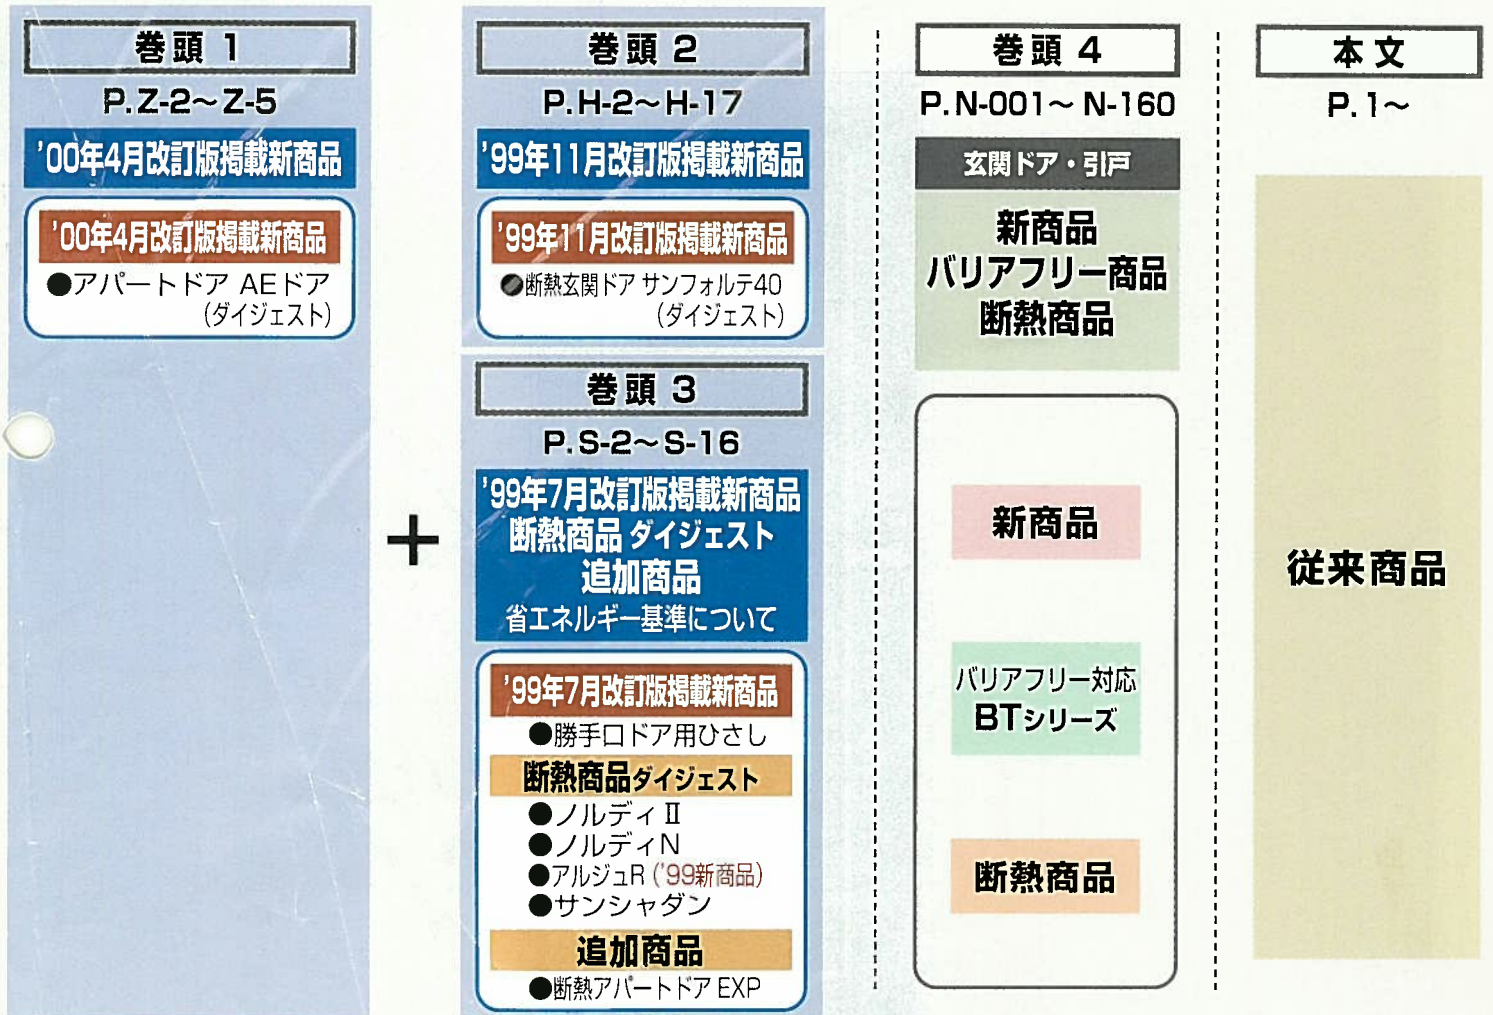 巻頭 1
P.Z-2～Z-5
'00年4月改訂版掲載新商品
'00年4月改訂版掲載新商品
●アパートドア AEドア
(ダイジェスト)
+
巻頭 2
P.H-2～H-17
'99年11月改訂版掲載新商品
'99年11月改訂版掲載新商品
●断熱玄関ドア サンフォルテ40
(ダイジェスト)
巻頭 3
P.S-2～S-16
'99年7月改訂版掲載新商品
断熱商品 ダイジェスト
追加商品
省エネルギー基準について
'99年7月改訂版掲載新商品
●勝手口ドア用ひさし
断熱商品ダイジェスト
●ノルディⅡ
●ノルディN
●アルジュR ('99新商品)
●サンシャダン
追加商品
●断熱アパートドア EXP
巻頭 4
P.N-001～N-160
玄関ドア・引戸
新商品
バリアフリー商品
断熱商品
新商品
バリアフリー対応
BTシリーズ
断熱商品
本文
P.1～
従来商品